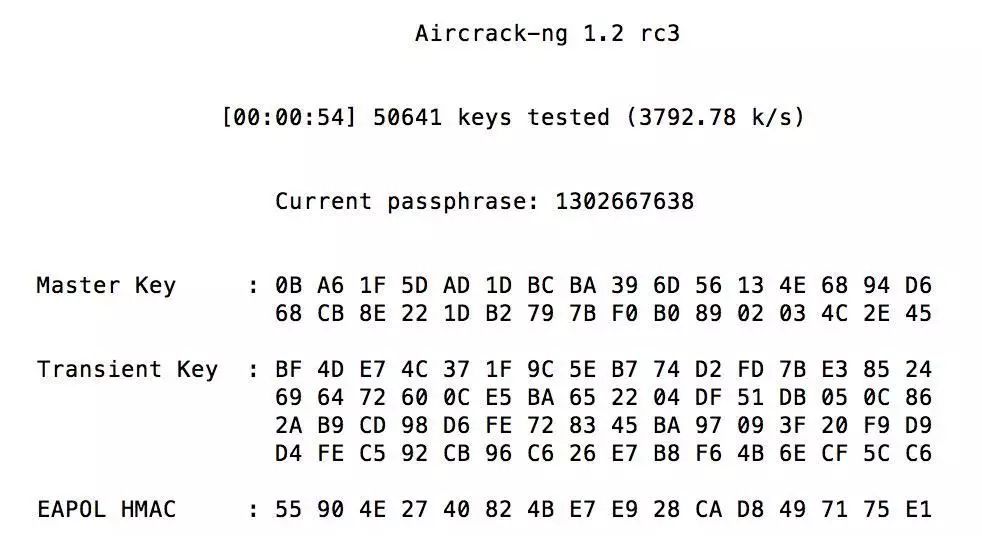 Aircrack-ng 1.2 rc3
[00:00:54] 50641 keys tested (3792.78 k/s)
Current passphrase: 1302667638
Master Key : 0B A6 1F 5D AD 1D BC BA 39 6D 56 13 4E 68 94 D6
68 CB 8E 22 1D B2 79 7B F0 B0 89 02 03 4C 2E 45
Transient Key : BF 4D E7 4C 37 1F 9C 5E B7 74 D2 FD 7B E3 85 24
69 64 72 60 0C E5 BA 65 22 04 DF 51 DB 05 0C 86
2A B9 CD 98 D6 FE 72 83 45 BA 97 09 3F 20 F9 D9
D4 FE C5 92 CB 96 C6 26 E7 B8 F6 4B 6E CF 5C C6
EAPOL HMAC : 55 90 4E 27 40 82 4B E7 E9 28 CA D8 49 71 75 E1